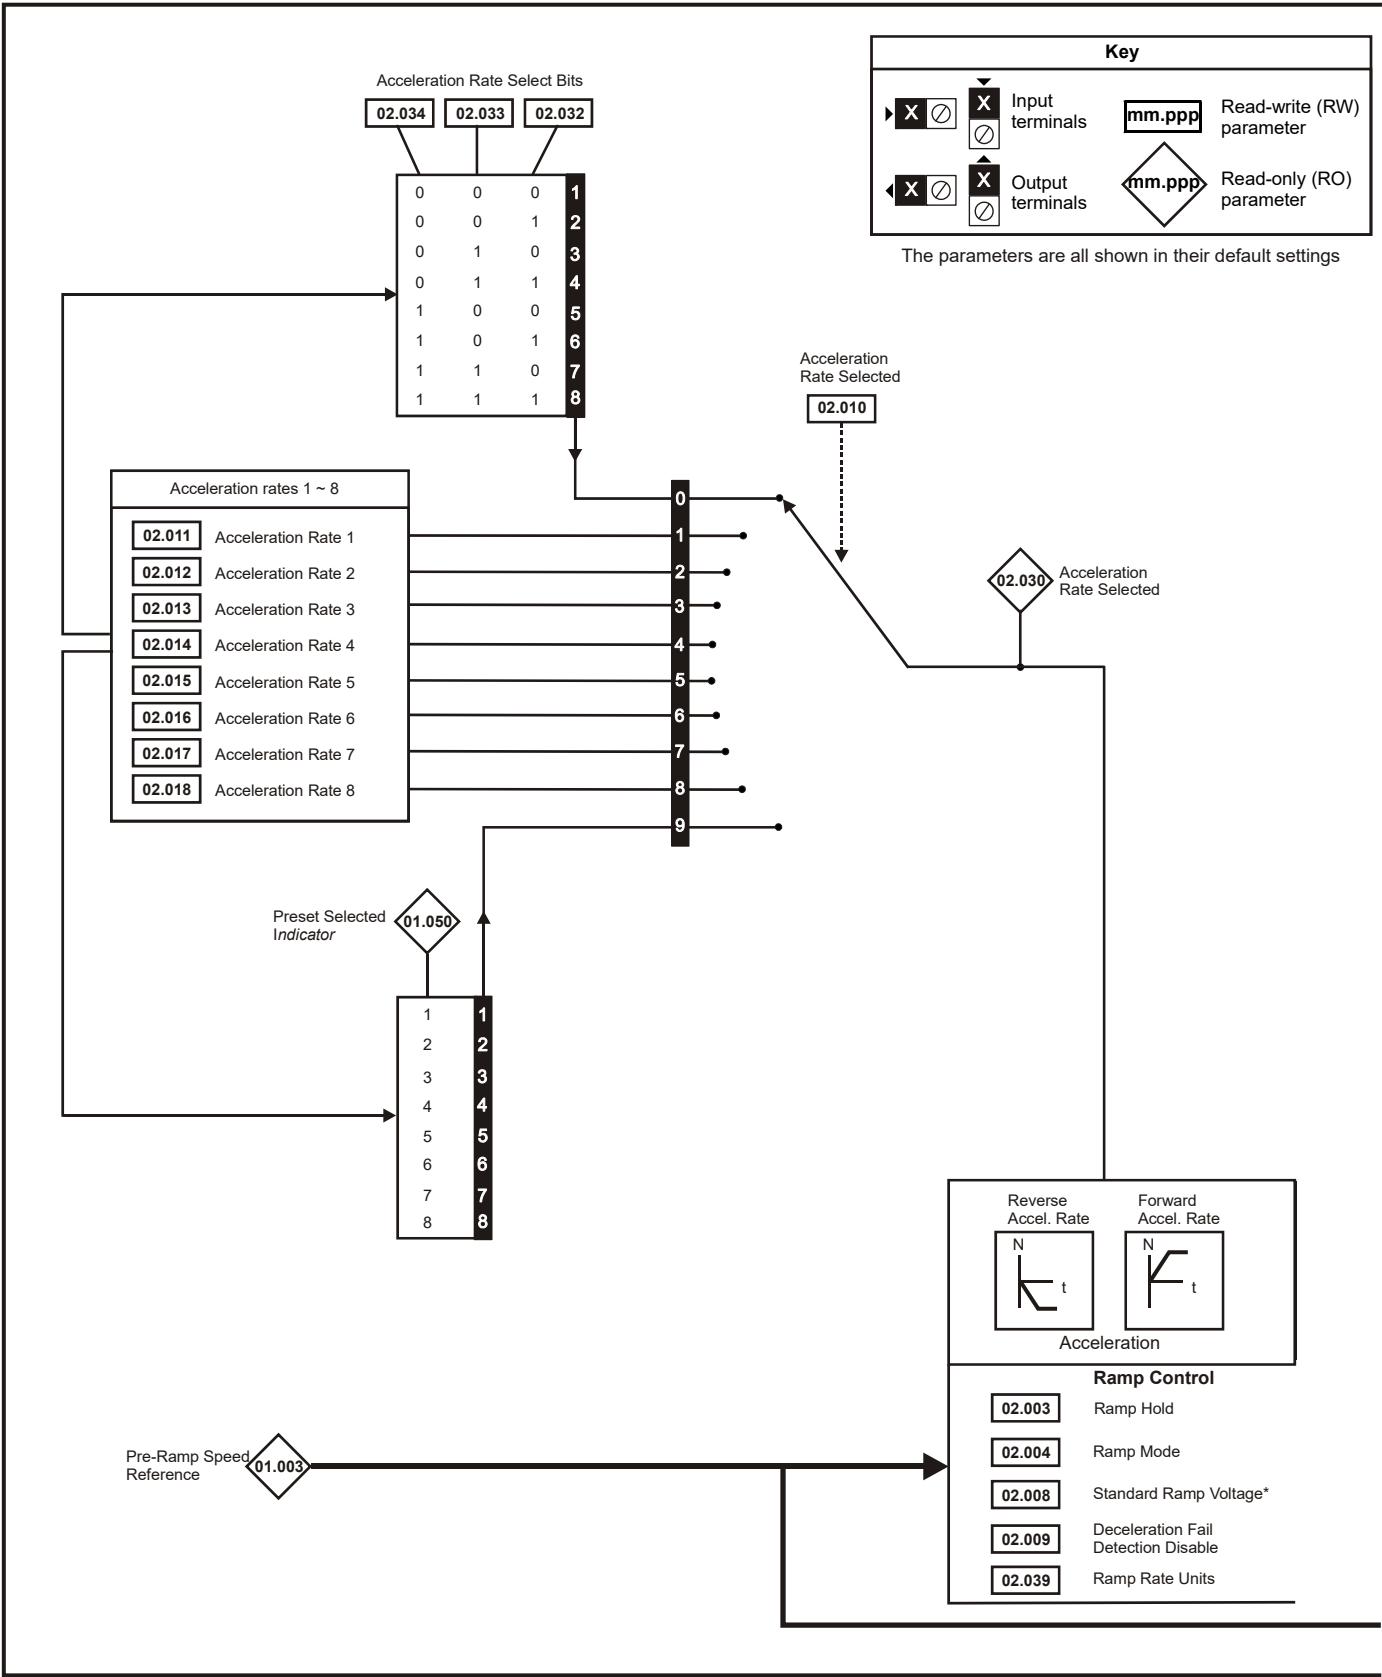 Key
X
X
Input
terminals
mm.ppp
Read-write (RW)
parameter
X
X
Output
terminals
mm.ppp
Read-only (RO)
parameter
The parameters are all shown in their default settings
Acceleration Rate Select Bits
02.034 02.033 02.032
0 0 0 1
0 0 1 2
0 1 0 3
0 1 1 4
1 0 0 5
1 0 1 6
1 1 0 7
1 1 1 8
Acceleration
Rate Selected
02.010
Acceleration rates 1 ~ 8
02.011 Acceleration Rate 1
02.012 Acceleration Rate 2
02.013 Acceleration Rate 3
02.014 Acceleration Rate 4
02.015 Acceleration Rate 5
02.016 Acceleration Rate 6
02.017 Acceleration Rate 7
02.018 Acceleration Rate 8
0
1
2
3
4
5
6
7
8
9
02.030
Acceleration
Rate Selected
Preset Selected
Indicator
01.050
1 1
2 2
3 3
4 4
5 5
6 6
7 7
8 8
Reverse
Accel. Rate
N
t
Forward
Accel. Rate
N
t
Acceleration
Ramp Control
02.003 Ramp Hold
02.004 Ramp Mode
02.008 Standard Ramp Voltage*
02.009 Deceleration Fail
Detection Disable
02.039 Ramp Rate Units
Pre-Ramp Speed
Reference
01.003